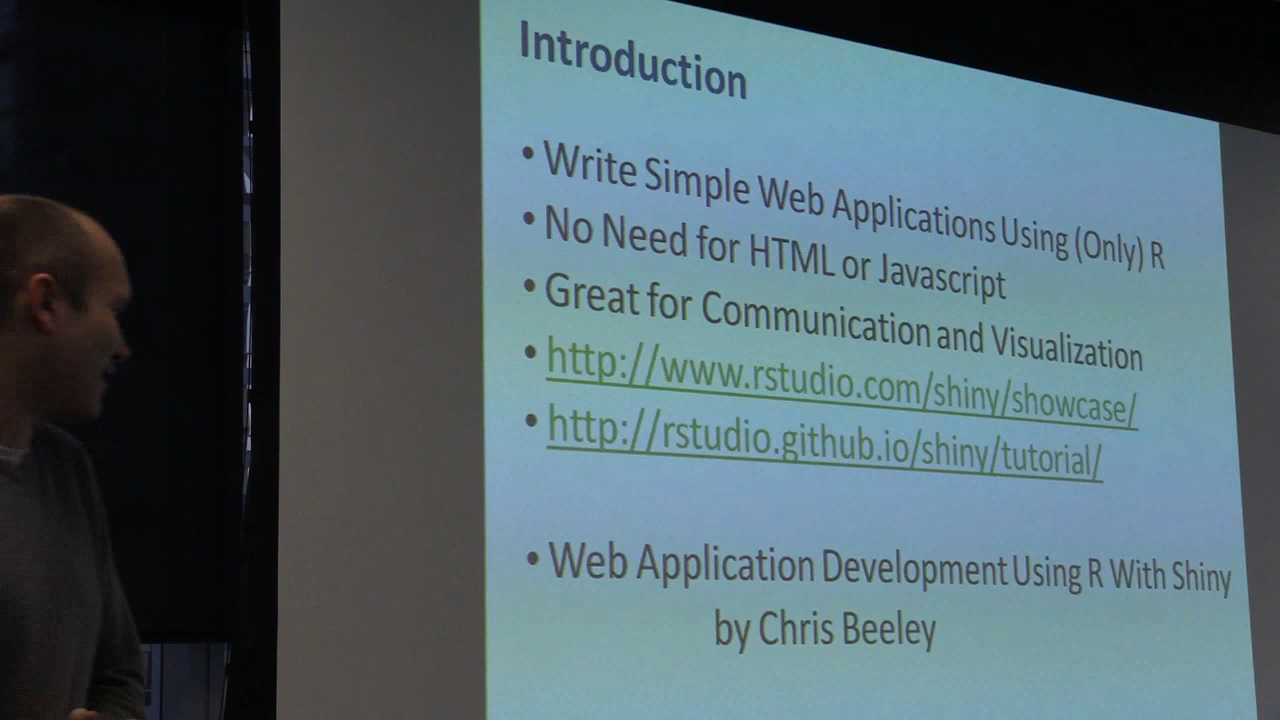 Introduction
• Write Simple Web Applications Using (Only) R
• No Need for HTML or Javascript
• Great for Communication and Visualization
• http://www.rstudio.com/shiny/showcase/
• http://rstudio.github.io/shiny/tutorial/
• Web Application Development Using R With Shiny
by Chris Beeley